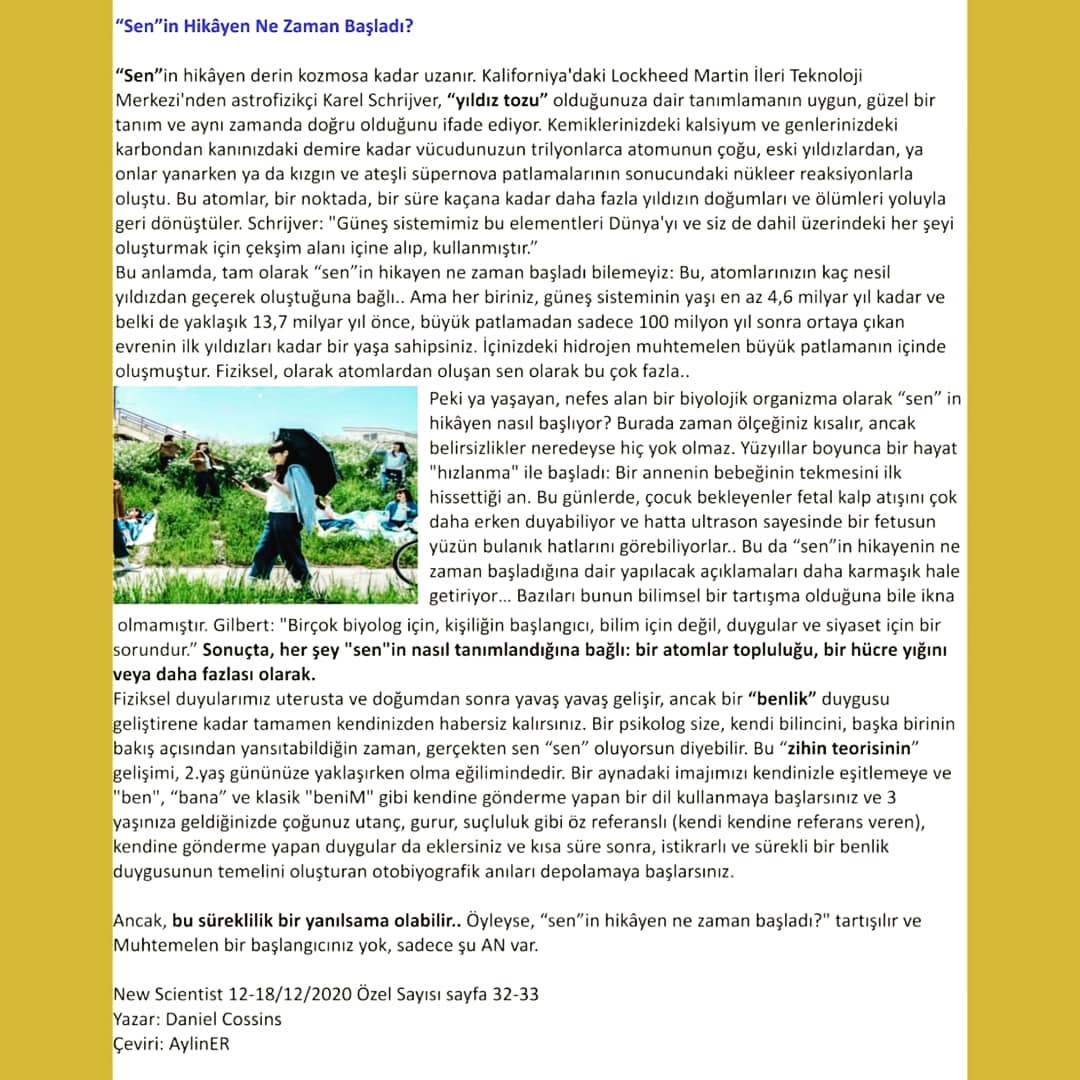 “Sen”in Hikâyen Ne Zaman Başladı?
“Sen”in hikâyen derin kozmosa kadar uzanır. Kaliforniya'daki Lockheed Martin İleri Teknoloji
Merkezi'nden astrofizikçi Karel Schrijver, “yıldız tozu” olduğunuza dair tanımlamanın uygun, güzel bir
tanım ve aynı zamanda doğru olduğunu ifade ediyor. Kemiklerinizdeki kalsiyum ve genlerinizdeki
karbondan kanınızdaki demire kadar vücudunuzun trilyonlarca atomunun çoğu, eski yıldızlardan, ya
onlar yanarken ya da kızgın ve ateşli süpernova patlamalarının sonucundaki nükleer reaksiyonlarla
oluştu. Bu atomlar, bir noktada, bir süre kaçana kadar daha fazla yıldızın doğumları ve ölümleri yoluyla
geri dönüştüler. Schrijver: "Güneş sistemimiz bu elementleri Dünya'yı ve siz de dahil üzerindeki her şeyi
oluşturmak için çekşim alanı içine alıp, kullanmıştır.”
Bu anlamda, tam olarak “sen”in hikayen ne zaman başladı bilemeyiz: Bu, atomlarınızın kaç nesil
yıldızdan geçerek oluştuğuna bağlı.. Ama her biriniz, güneş sisteminin yaşı en az 4,6 milyar yıl kadar ve
belki de yaklaşık 13,7 milyar yıl önce, büyük patlamadan sadece 100 milyon yıl sonra ortaya çıkan
evrenin ilk yıldızları kadar bir yaşa sahipsiniz. İçinizdeki hidrojen muhtemelen büyük patlamanın içinde
oluşmuştur. Fiziksel, olarak atomlardan oluşan sen olarak bu çok fazla..
Peki ya yaşayan, nefes alan bir biyolojik organizma olarak “sen” in
hikâyen nasıl başlıyor? Burada zaman ölçeğiniz kısalır, ancak
belirsizlikler neredeyse hiç yok olmaz. Yüzyıllar boyunca bir hayat
"hızlanma" ile başladı: Bir annenin bebeğinin tekmesini ilk
hissettiği an. Bu günlerde, çocuk bekleyenler fetal kalp atışını çok
daha erken duyabiliyor ve hatta ultrason sayesinde bir fetusun
yüzün bulanık hatlarını görebiliyorlar.. Bu da “sen”in hikayenin ne
zaman başladığına dair yapılacak açıklamaları daha karmaşık hale
getiriyor... Bazıları bunun bilimsel bir tartışma olduğuna bile ikna
olmamıştır. Gilbert: "Birçok biyolog için, kişiliğin başlangıcı, bilim için değil, duygular ve siyaset için bir
sorundur.” Sonuçta, her şey "sen"in nasıl tanımlandığına bağlı: bir atomlar topluluğu, bir hücre yığını
veya daha fazlası olarak.
Fiziksel duyularımız uterusta ve doğumdan sonra yavaş yavaş gelişir, ancak bir “benlik” duygusu
geliştirene kadar tamamen kendinizden habersiz kalırsınız. Bir psikolog size, kendi bilincini, başka birinin
bakış açısından yansıtabildiğin zaman, gerçekten sen “sen” oluyorsun diyebilir. Bu “zihin teorisinin”
gelişimi, 2.yaş gününüze yaklaşırken olma eğilimindedir. Bir aynadaki imajımızı kendinizle eşitlemeye ve
"ben", “bana” ve klasik "beniM" gibi kendine gönderme yapan bir dil kullanmaya başlarsınız ve 3
yaşınıza geldiğinizde çoğunuz utanç, gurur, suçluluk gibi öz referanslı (kendi kendine referans veren),
kendine gönderme yapan duygular da eklersiniz ve kısa süre sonra, istikrarlı ve sürekli bir benlik
duygusunun temelini oluşturan otobiyografik anıları depolamaya başlarsınız.
Ancak, bu süreklilik bir yanılsama olabilir.. Öyleyse, “sen”in hikâyen ne zaman başladı?" tartışılır ve
Muhtemelen bir başlangıcınız yok, sadece şu AN var.
New Scientist 12-18/12/2020 Özel Sayısı sayfa 32-33
Yazar: Daniel Cossins
Çeviri: AylinER